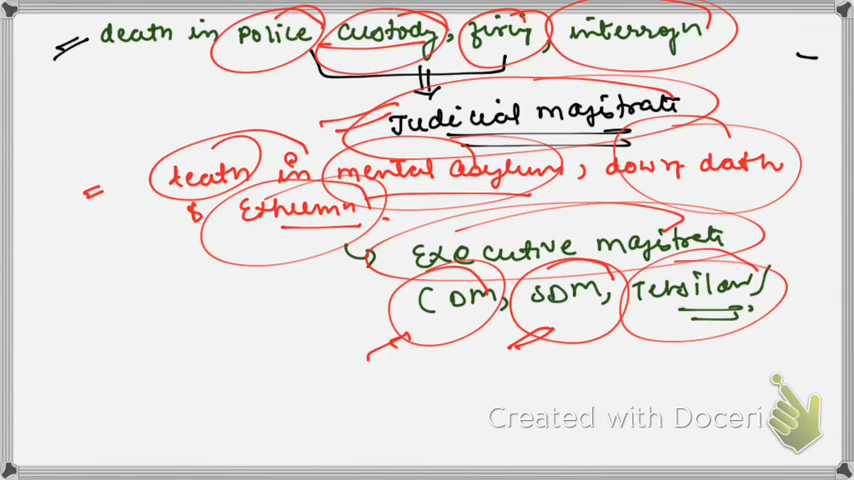 death in police custody, firing, interrogn
Judicial magistrate
death in mental asylum, dowry death
& Exhumn
Executive magistrate
(DM, SDM, Tehsildar)
Created with Doceri